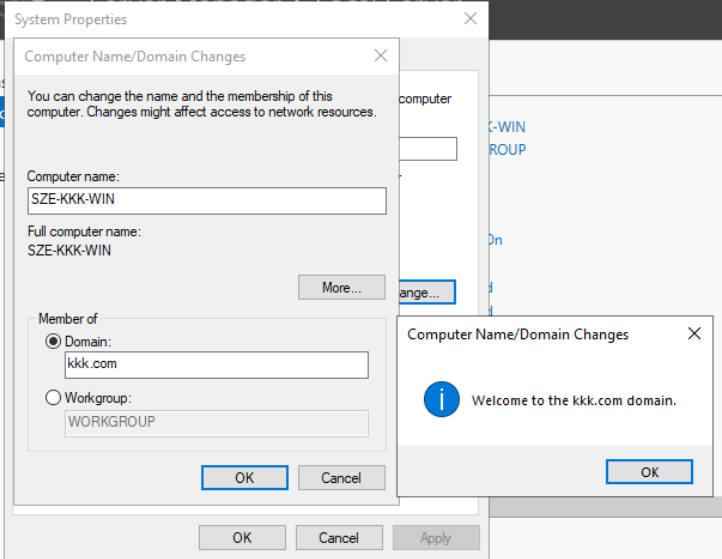 System Properties
Computer Name/Domain Changes
You can change the name and the membership of this
computer. Changes might affect access to network resources.
computer
Computer name:
SZE-KKK-WIN
Full computer name:
SZE-KKK-WIN
More...
ange...
Member of
Domain:
kkk.com
Workgroup:
WORKGROUP
OK
Cancel
OK
Cancel
Apply
-WIN
ROUP
On
d
d
Computer Name/Domain Changes
Welcome to the kkk.com domain.
OK